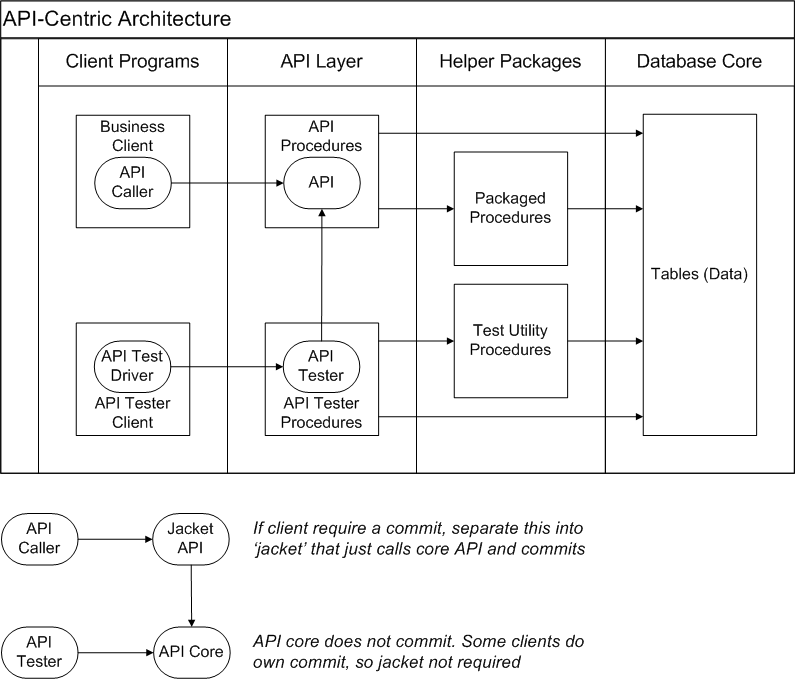 API-Centric Architecture
Client Programs
API Layer
Helper Packages
Database Core
Business
Client
API
Caller
API
Procedures
API
Packaged
Procedures
Tables (Data)
API Test
Driver
API Tester
Client
API
Tester
API Tester
Procedures
Test Utility
Procedures
API
Caller
Jacket
API
If client require a commit, separate this into
‘jacket’ that just calls core API and commits
API
Tester
API Core
API core does not commit. Some clients do
own commit, so jacket not required